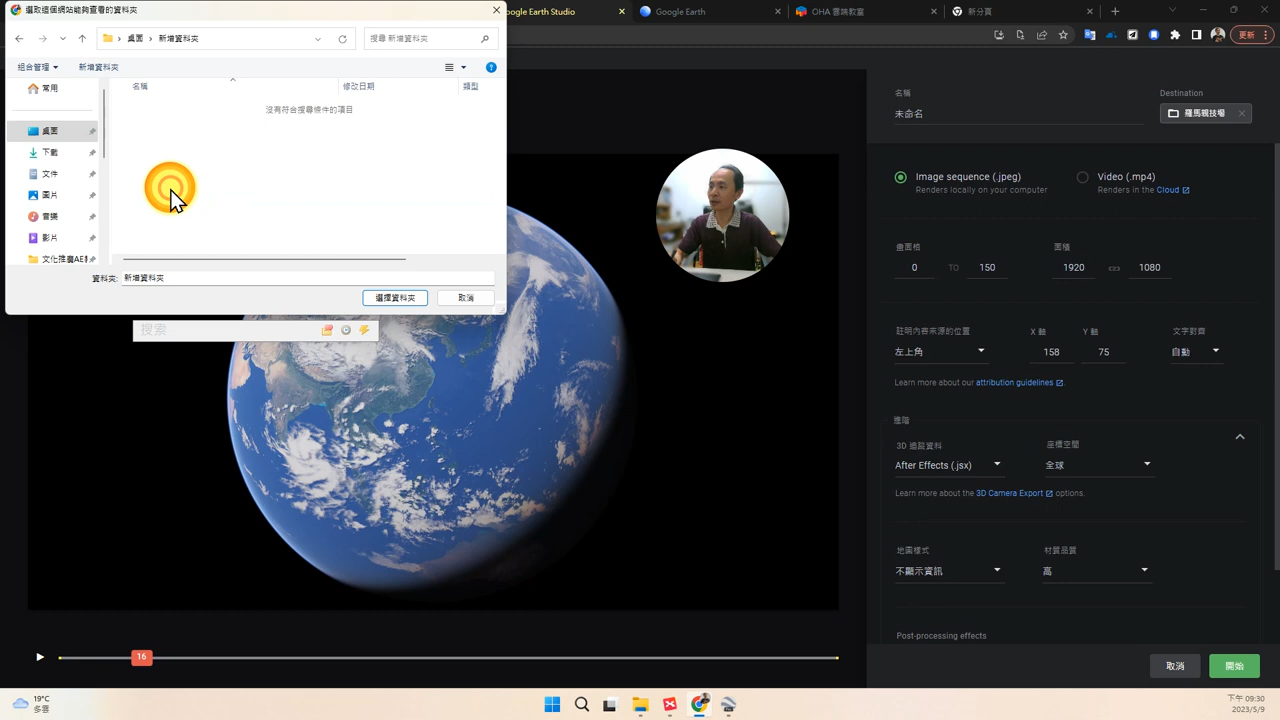 選取這個網站能夠查看的資料夾
oogle Earth Studio
Google Earth
OHA 雲端教室
新分頁
更新
桌面
新增資料夾
搜尋 新增資料夾
組合管理
新增資料夾
常用
名稱
修改日期
類型
沒有符合搜尋條件的項目
桌面
下載
文件
圖片
音樂
影片
資料夾:
新增資料夾
選擇資料夾
取消
搜索
名稱
未命名
Destination
羅馬競技場
Image sequence (.jpeg)
Renders locally on your computer
Video (.mp4)
Renders in the Cloud
畫面格
0 TO 150
面積
1920 1080
註明內容來源的位置
左上角
X 軸
158
Y 軸
75
文字對齊
自動
Learn more about our attribution guidelines .
進階
3D 追蹤資料
After Effects (.jsx)
座標空間
全球
Learn more about the 3D Camera Export options.
地圖樣式
不顯示資訊
材質品質
高
Post-processing effects
16
取消
開始
19°C
多雲
下午 09:30
2023/5/9